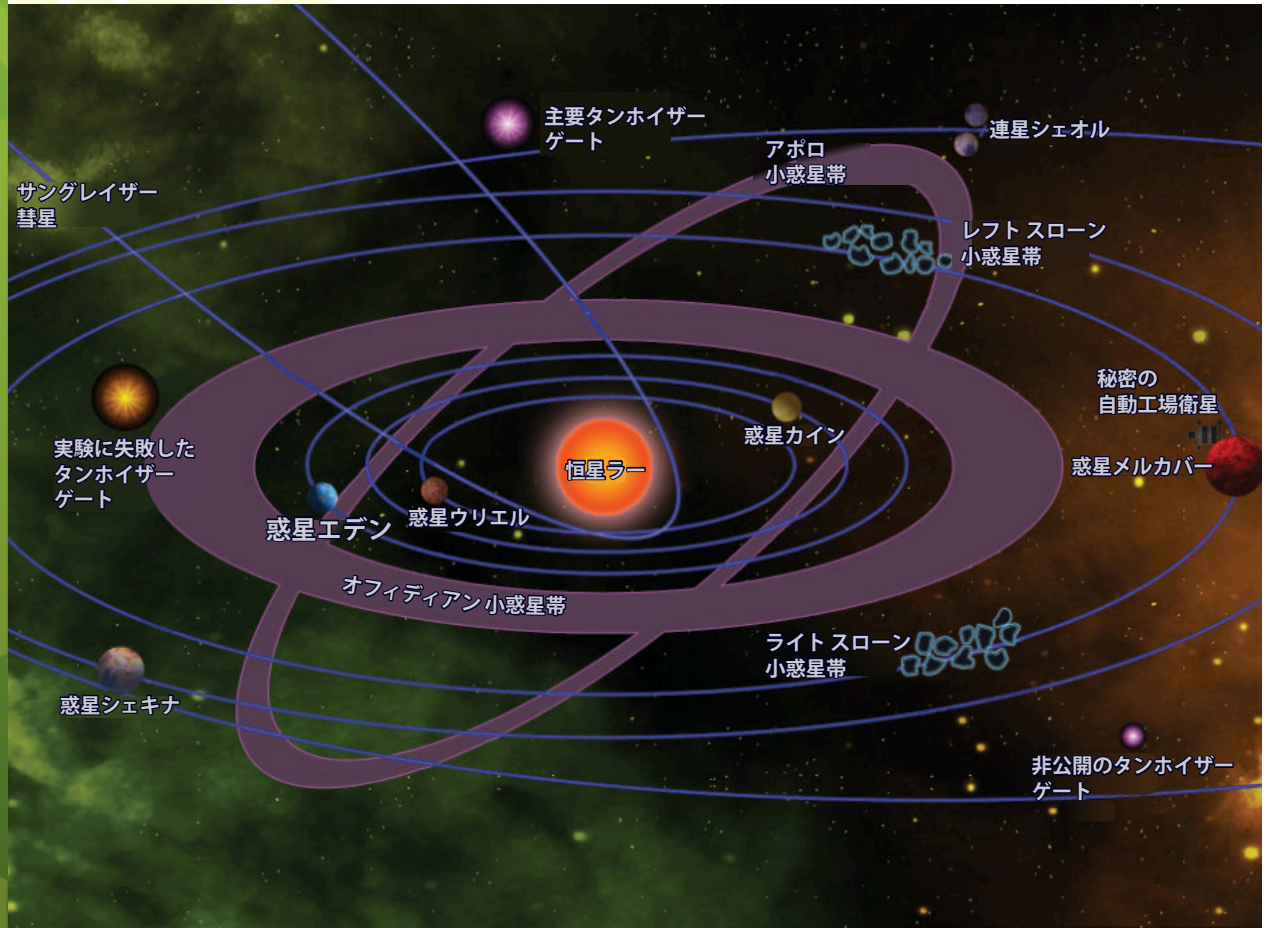 主要タンホイザー
ゲート
連星シェオル
アポロ
小惑星帯
サングレイザー
彗星
レフト スローン
小惑星帯
秘密の
自動工場衛星
実験に失敗した
タンホイザー
ゲート
惑星カイン
恒星ラー
惑星メルカバー
惑星エデン
惑星ウリエル
オフィディアン 小惑星帯
ライト スローン
小惑星帯
惑星シェキナ
非公開のタンホイザー
ゲート